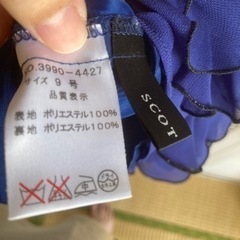 NO.3990-4427
サイズ 9 号
品質表示
表地 ポリエステル100%
裏地 ポリエステル100%
SCOT